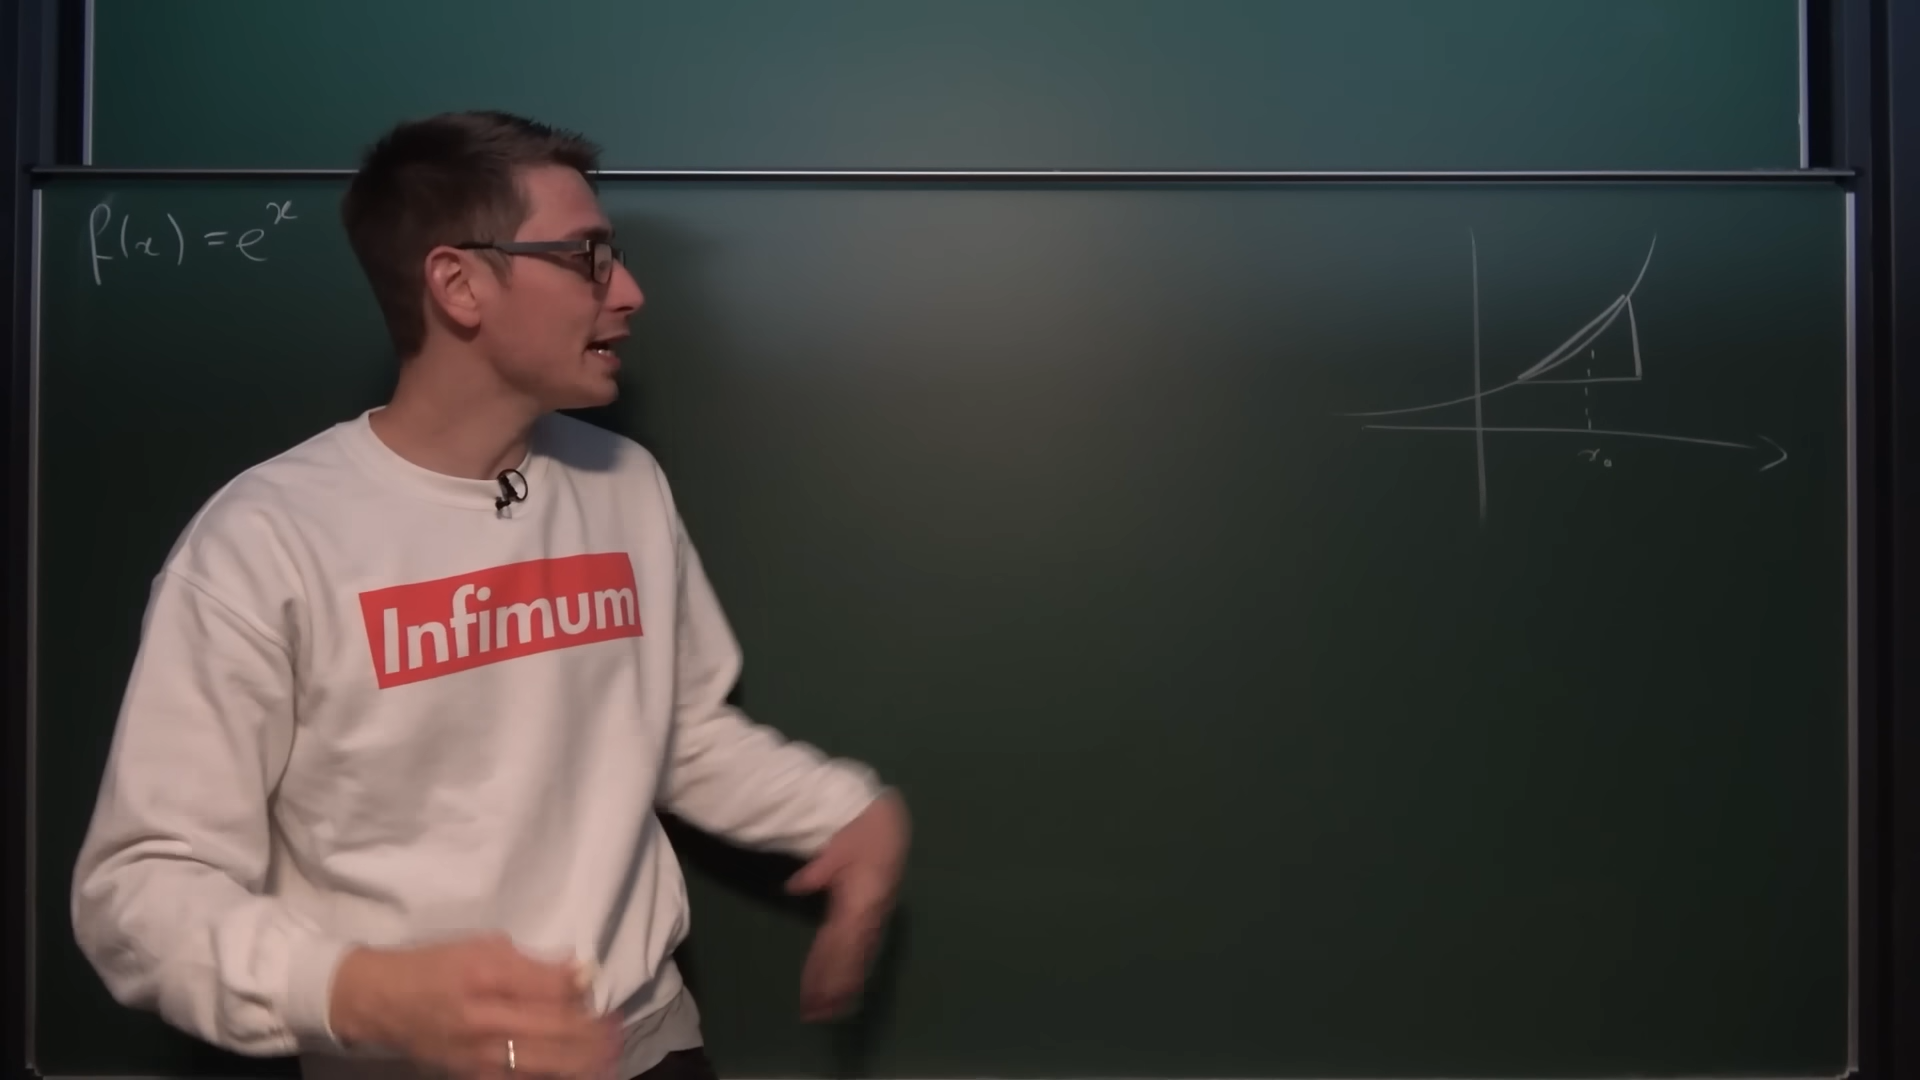 f(x) = e^x
x₀
Infimum